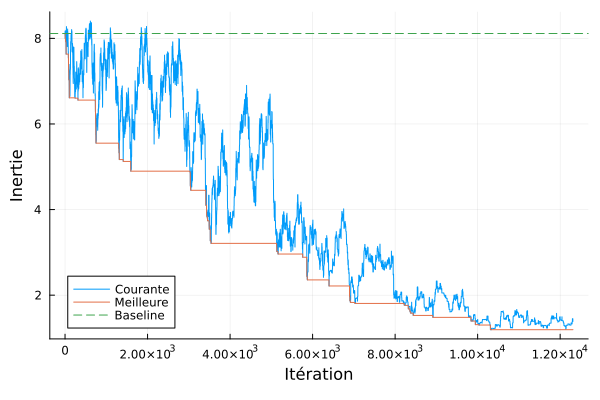 8
6
4
2
Inertie
Courante
Meilleure
Baseline
0 2.00×10³ 4.00×10³ 6.00×10³ 8.00×10³ 1.00×10⁴ 1.20×10⁴
Itération